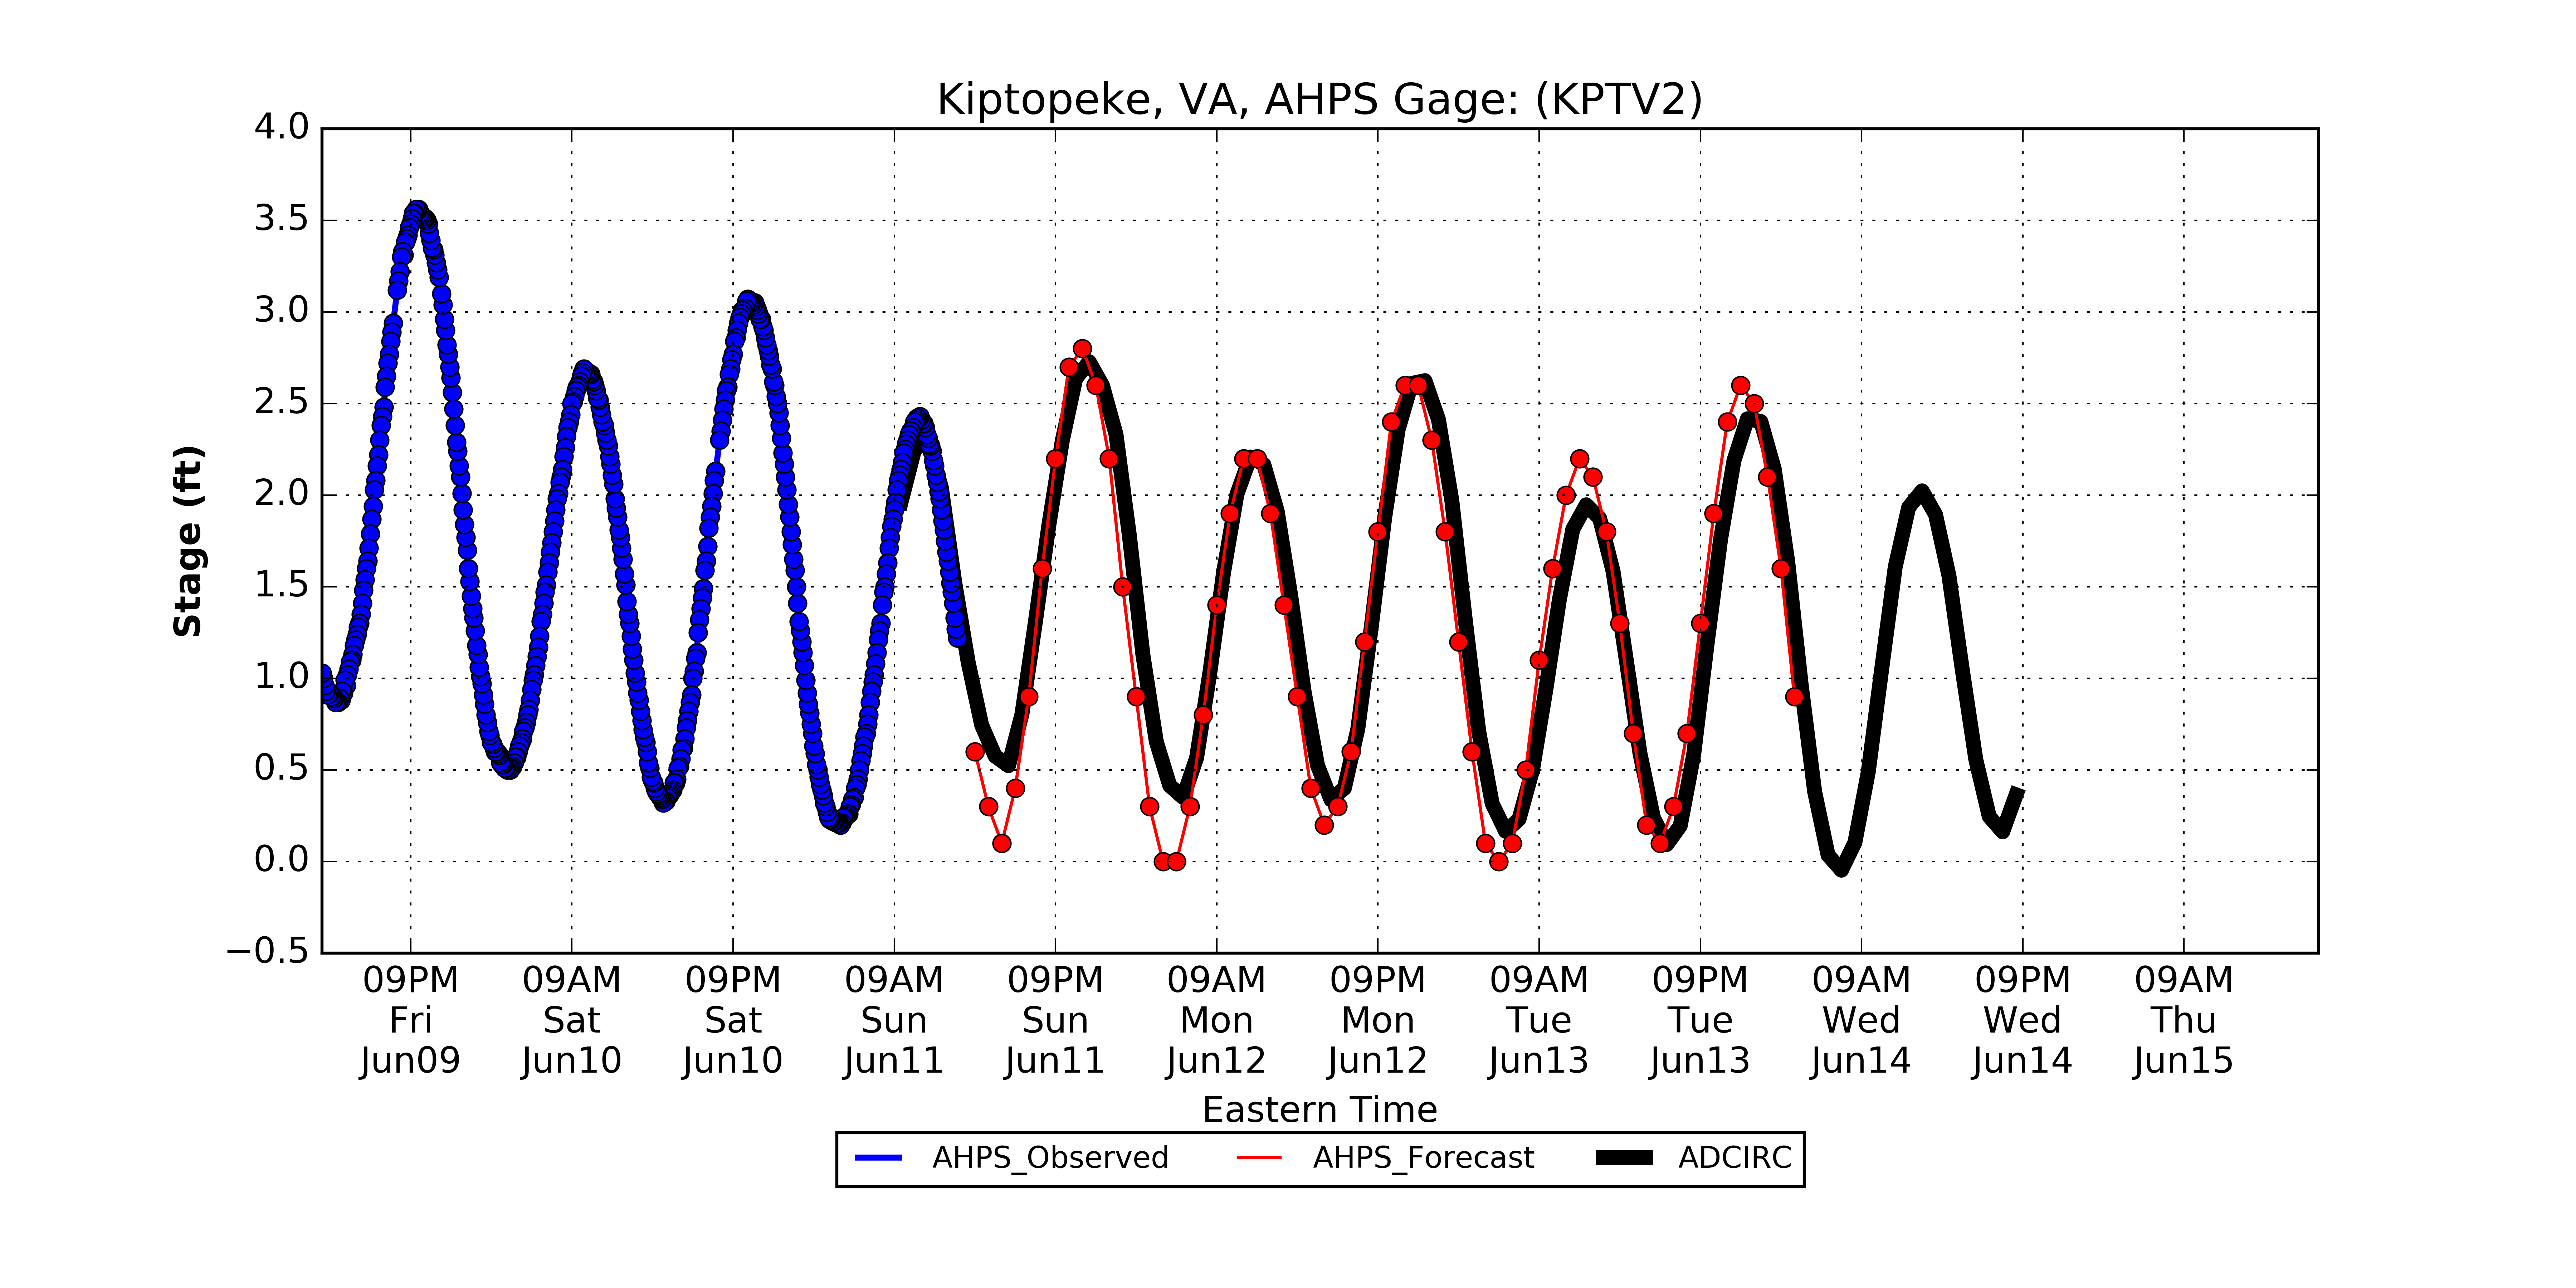 Kiptopeke, VA, AHPS Gage: (KPTV2)
4.0
3.5
3.0
2.5
2.0
1.5
1.0
0.5
0.0
−0.5
Stage (ft)
09PM 09AM 09PM 09AM 09PM 09AM 09PM 09AM 09PM 09AM 09PM 09AM
Fri Sat Sat Sun Sun Mon Mon Tue Tue Wed Wed Thu
Jun09 Jun10 Jun10 Jun11 Jun11 Jun12 Jun12 Jun13 Jun13 Jun14 Jun14 Jun15
Eastern Time
AHPS_Observed AHPS_Forecast ADCIRC